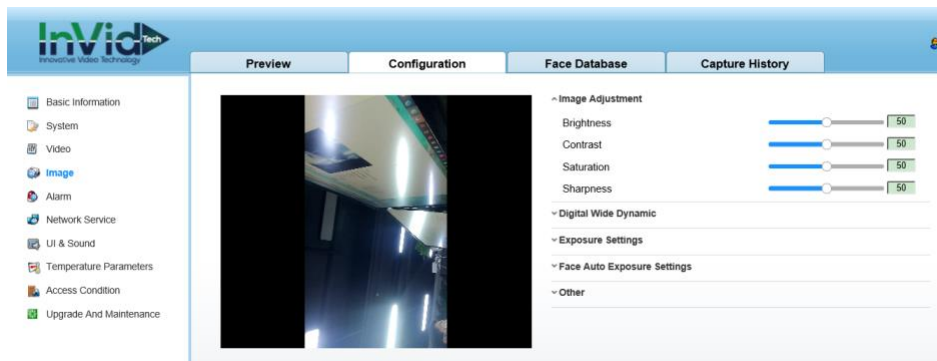 InVid Tech
Innovative Video Technology
Preview
Configuration
Face Database
Capture History
Basic Information
System
Video
Image
Alarm
Network Service
UI & Sound
Temperature Parameters
Access Condition
Upgrade And Maintenance
Image Adjustment
Brightness 50
Contrast 50
Saturation 50
Sharpness 50
Digital Wide Dynamic
Exposure Settings
Face Auto Exposure Settings
Other